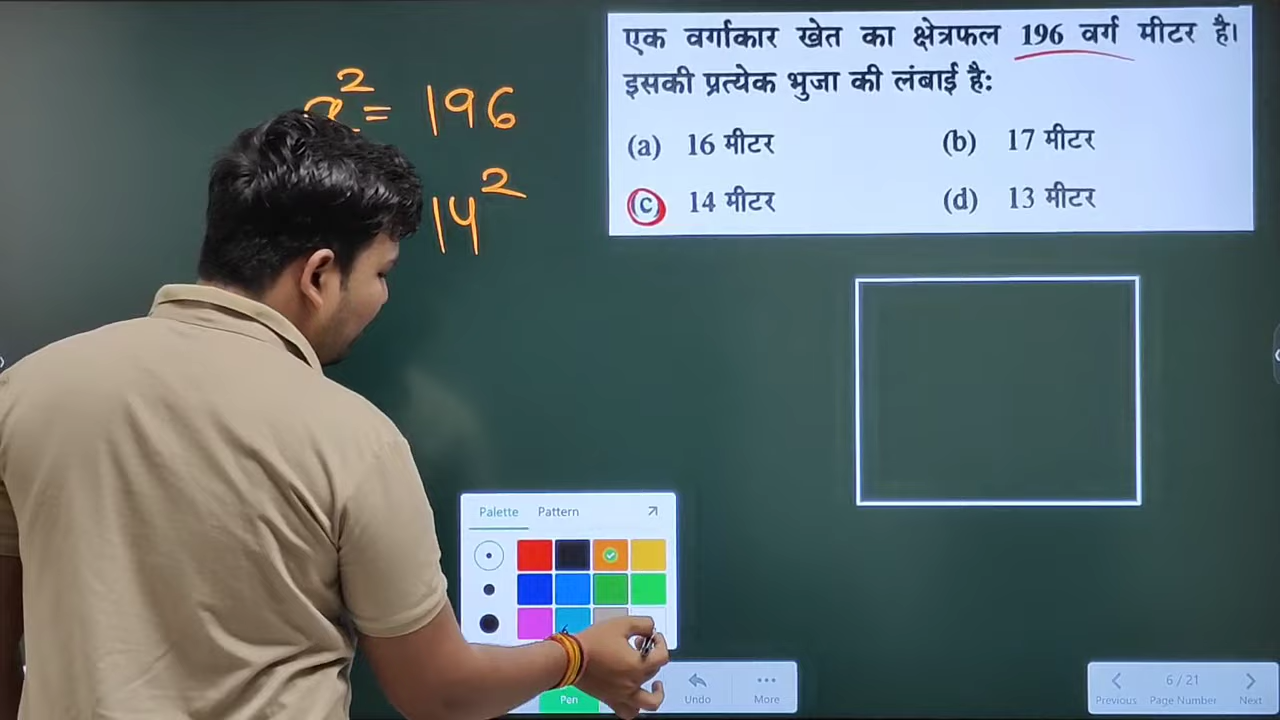 एक वर्गाकार खेत का क्षेत्रफल 196 वर्ग मीटर है।
इसकी प्रत्येक भुजा की लंबाई है:
(a) 16 मीटर (b) 17 मीटर
(c) 14 मीटर (d) 13 मीटर
2 = 196
14²
Palette Pattern
Pen Undo More
6 / 21
Previous Page Number Next